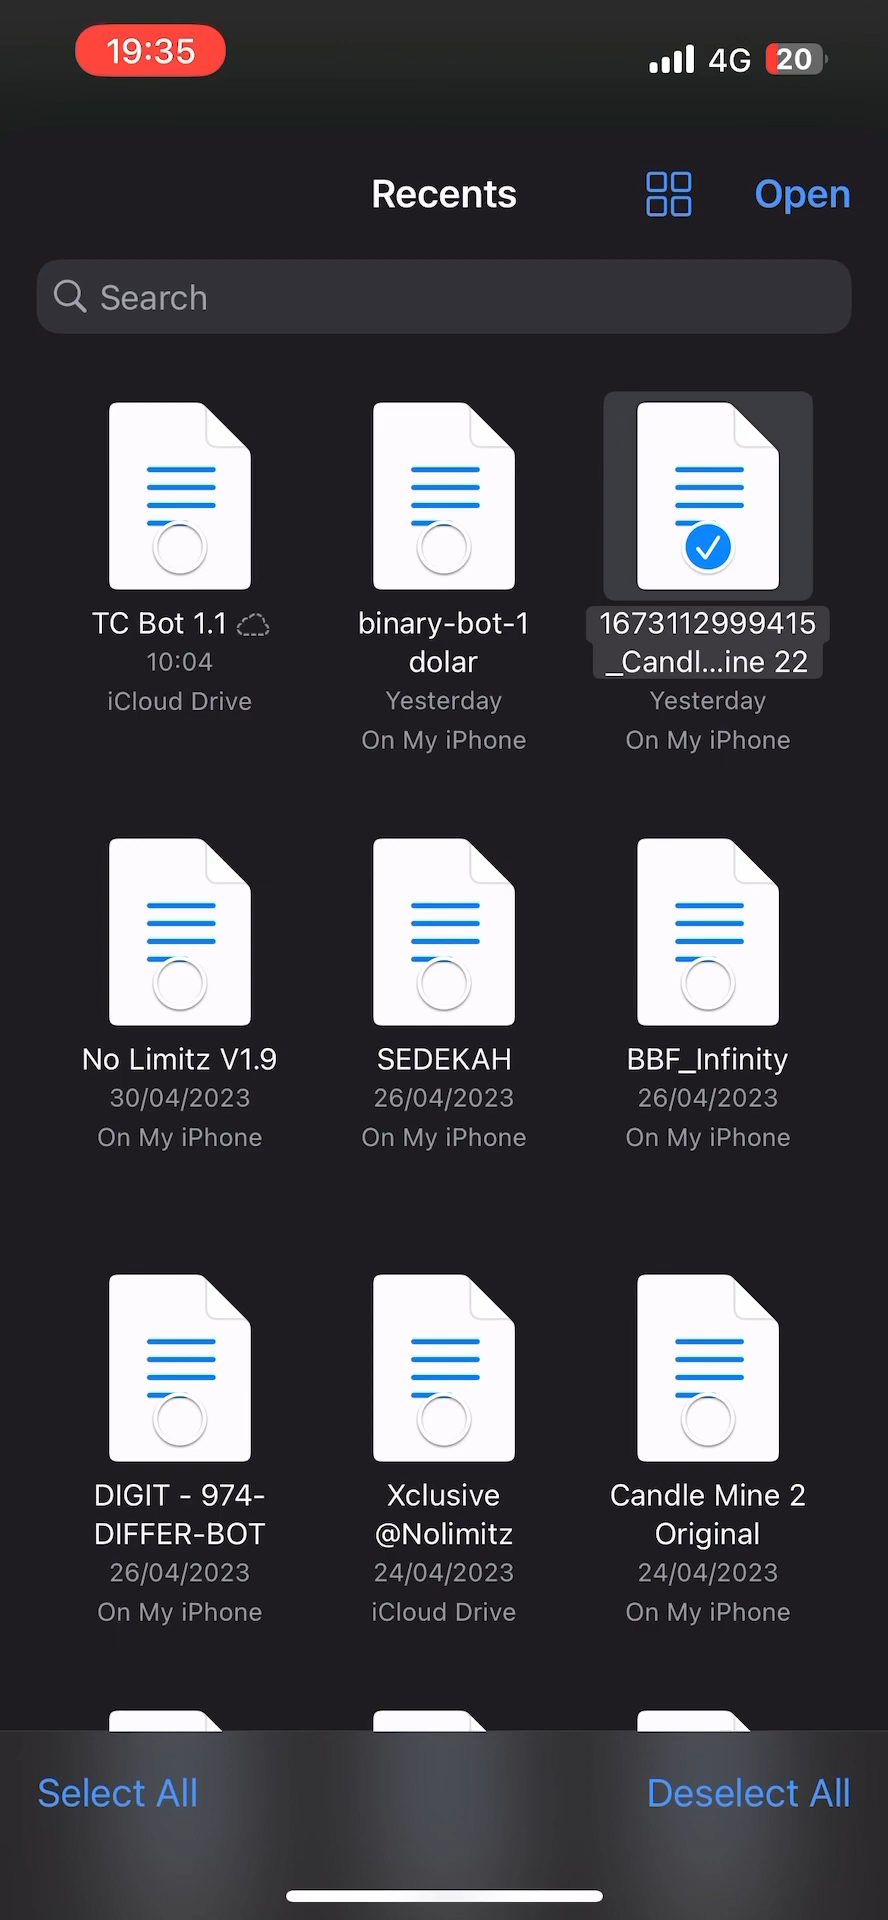 19:35
4G
20
Recents
Open
Search
TC Bot 1.1
10:04
iCloud Drive
binary-bot-1
dolar
Yesterday
On My iPhone
1673112999415
_Candl...ine 22
Yesterday
On My iPhone
No Limitz V1.9
30/04/2023
On My iPhone
SEDEKAH
26/04/2023
On My iPhone
BBF_Infinity
26/04/2023
On My iPhone
DIGIT - 974-
DIFFER-BOT
26/04/2023
On My iPhone
Xclusive
@Nolimitz
24/04/2023
iCloud Drive
Candle Mine 2
Original
24/04/2023
On My iPhone
Select All
Deselect All